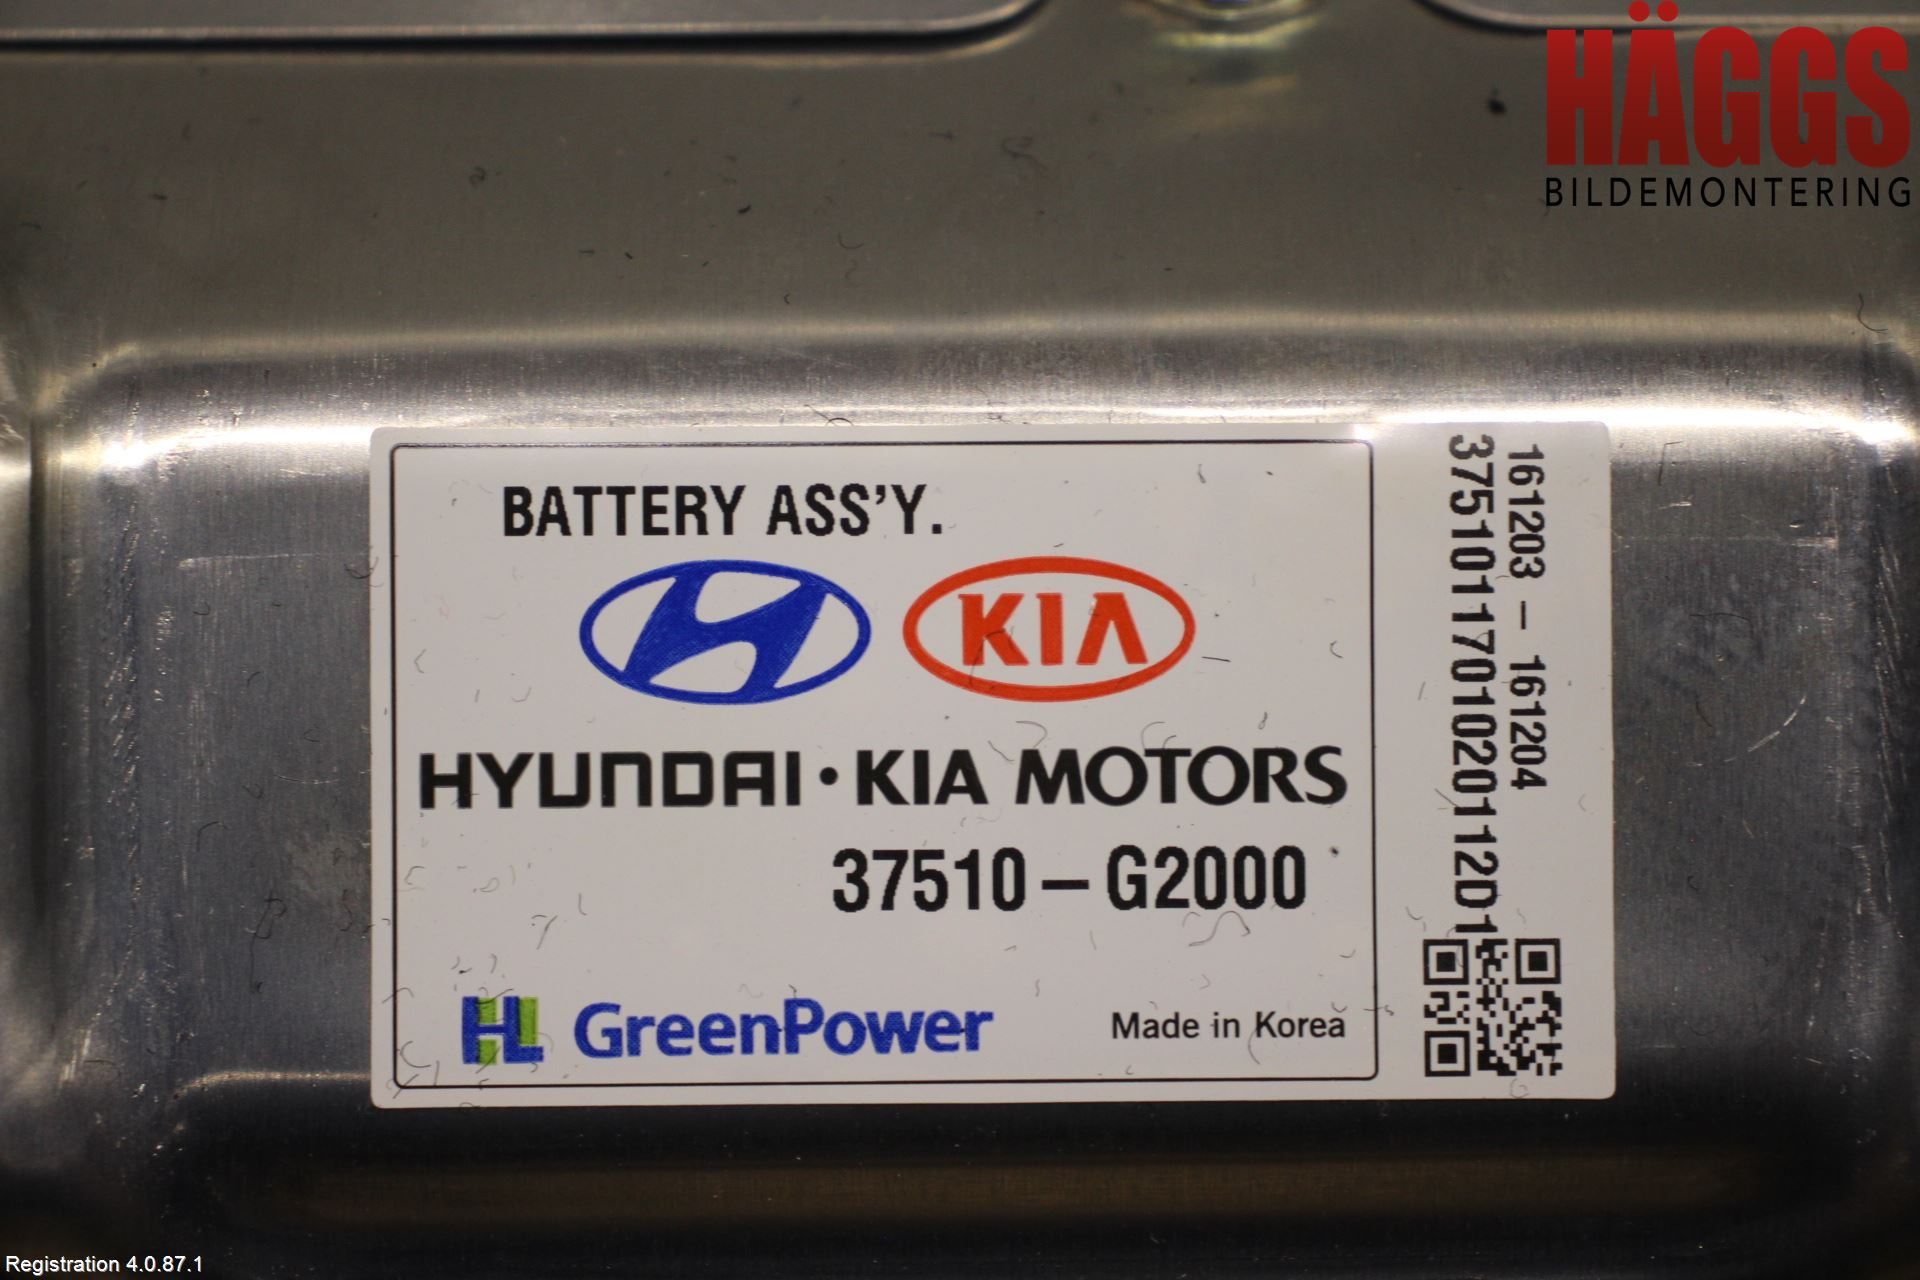 HÄGGS
BILDEMONTERING
BATTERY ASS'Y.
KIA
HYUNDAI · KIA MOTORS
37510-G2000
HL GreenPower
Made in Korea
161203 - 161204
3751011701020112D1
Registration 4.0.87.1